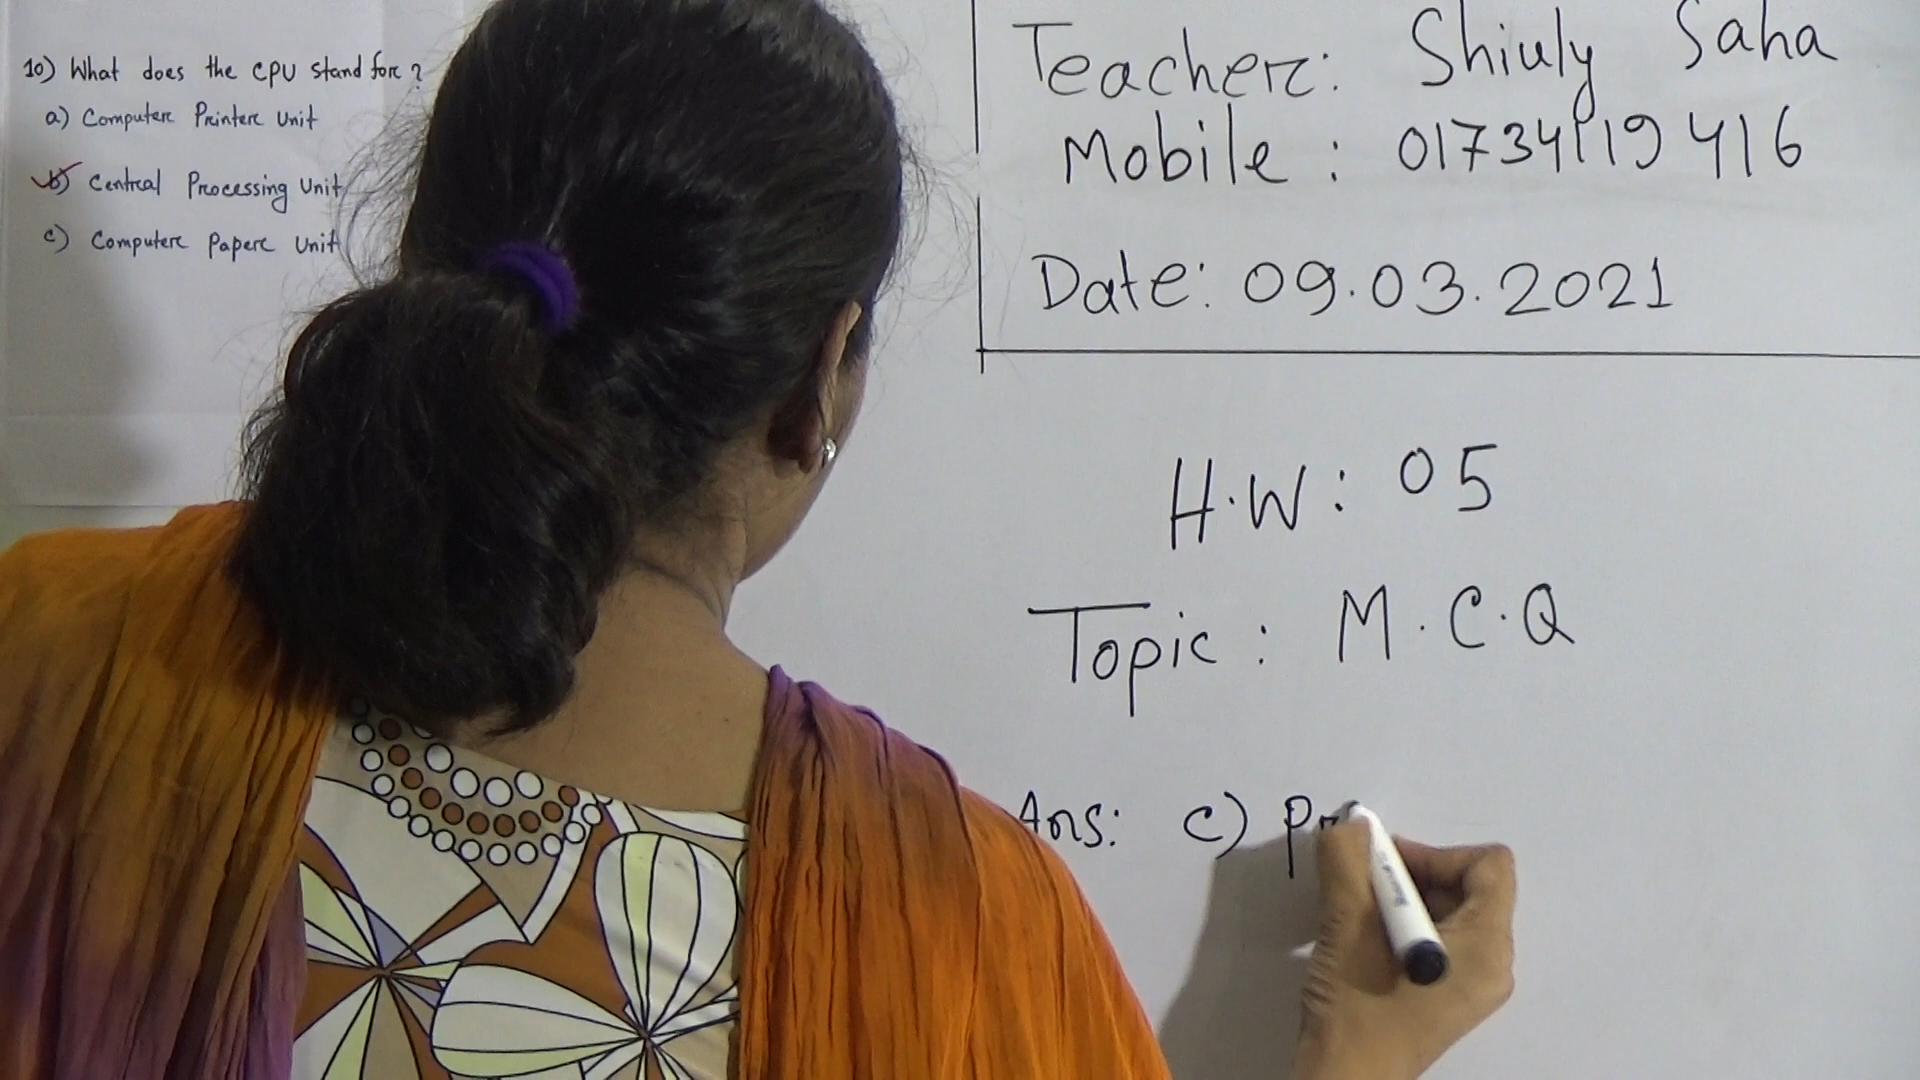 10) What does the CPU stand for ?
a) Computer Printer Unit
b) Central Processing Unit
c) Computer Paper Unit
Teacher: Shiuly Saha
Mobile : 01734119416
Date: 09.03.2021
H.W: 05
Topic : M.C.Q
Ans: c) Pr